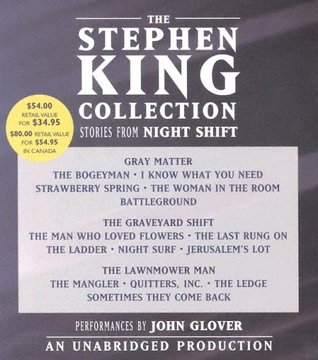 THE
STEPHEN
KING
COLLECTION
STORIES FROM NIGHT SHIFT
$54.00
RETAIL VALUE
FOR $34.95
$80.00 RETAIL VALUE
FOR $54.95
IN CANADA
GRAY MATTER
THE BOGEYMAN • I KNOW WHAT YOU NEED
STRAWBERRY SPRING • THE WOMAN IN THE ROOM
BATTLEGROUND
THE GRAVEYARD SHIFT
THE MAN WHO LOVED FLOWERS • THE LAST RUNG ON
THE LADDER • NIGHT SURF • JERUSALEM'S LOT
THE LAWNMOWER MAN
THE MANGLER • QUITTERS, INC. • THE LEDGE
SOMETIMES THEY COME BACK
PERFORMANCES BY JOHN GLOVER
AN UNABRIDGED PRODUCTION